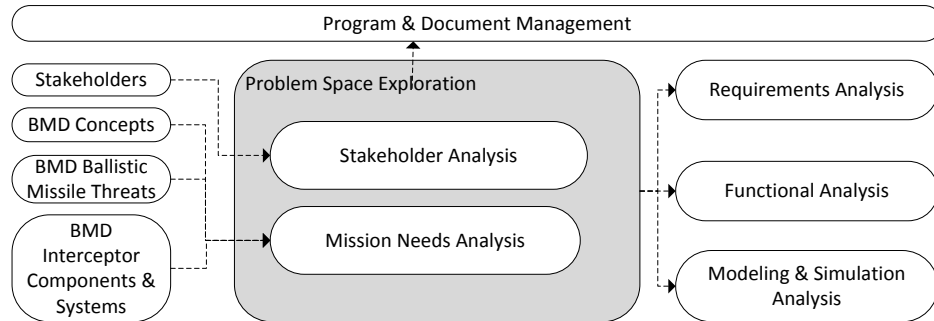 Program & Document Management
Stakeholders
BMD Concepts
BMD Ballistic
Missile Threats
BMD
Interceptor
Components &
Systems
Problem Space Exploration
Stakeholder Analysis
Mission Needs Analysis
Requirements Analysis
Functional Analysis
Modeling & Simulation
Analysis